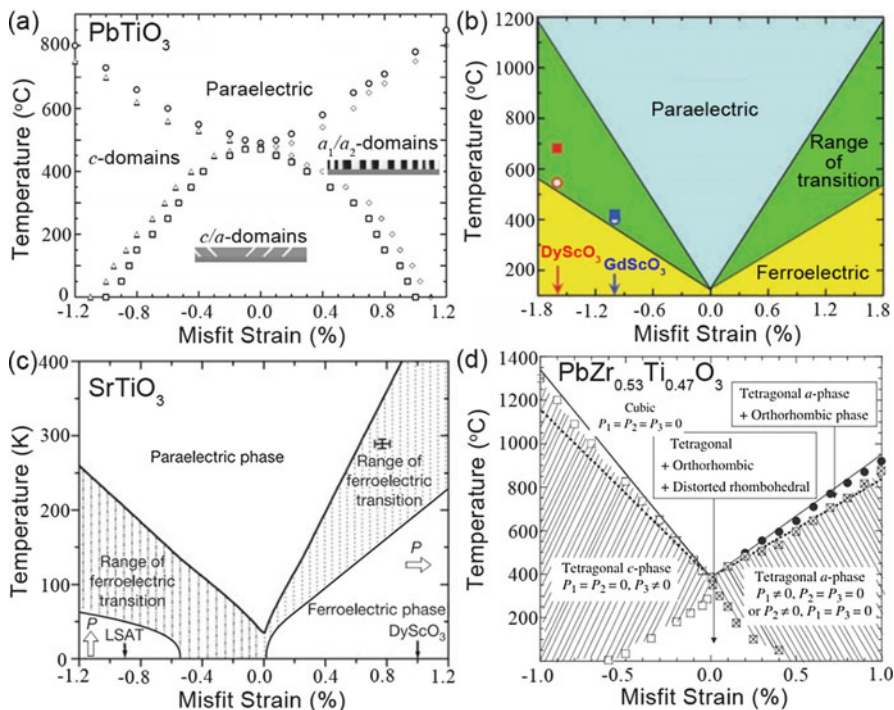 (a)
PbTiO₃
Paraelectric
c-domains
a₁/a₂-domains
c/a-domains
Temperature (°C)
800
600
400
200
0
-1.2
-0.8
-0.4
0.0
0.4
0.8
1.2
Misfit Strain (%)
(b)
Paraelectric
Range
of
transition
DyScO₃
GdScO₃
Ferroelectric
Temperature (°C)
1200
1000
800
600
400
200
-1.8
-1.2
-0.6
0.0
0.6
1.2
1.8
Misfit Strain (%)
(c)
SrTiO₃
Paraelectric phase
Range of
ferroelectric
transition
Range of
ferroelectric
transition
P
P
LSAT
Ferroelectric phase
DyScO₃
Temperature (K)
400
300
200
100
0
-1.2
-0.8
-0.4
0.0
0.4
0.8
1.2
Misfit Strain (%)
(d)
PbZr₀.₅₃Ti₀.₄₇O₃
Cubic
P₁ = P₂ = P₃ = 0
Tetragonal a-phase
+ Orthorhombic phase
Tetragonal
+ Orthorhombic
+ Distorted rhombohedral
Tetragonal c-phase
P₁ = P₂ = 0, P₃ ≠ 0
Tetragonal a-phase
P₁ ≠ 0, P₂ = P₃ = 0
or P₂ ≠ 0, P₁ = P₃ = 0
Temperature (°C)
1400
1200
1000
800
600
400
200
-1.0
-0.5
0.0
0.5
1.0
Misfit Strain (%)